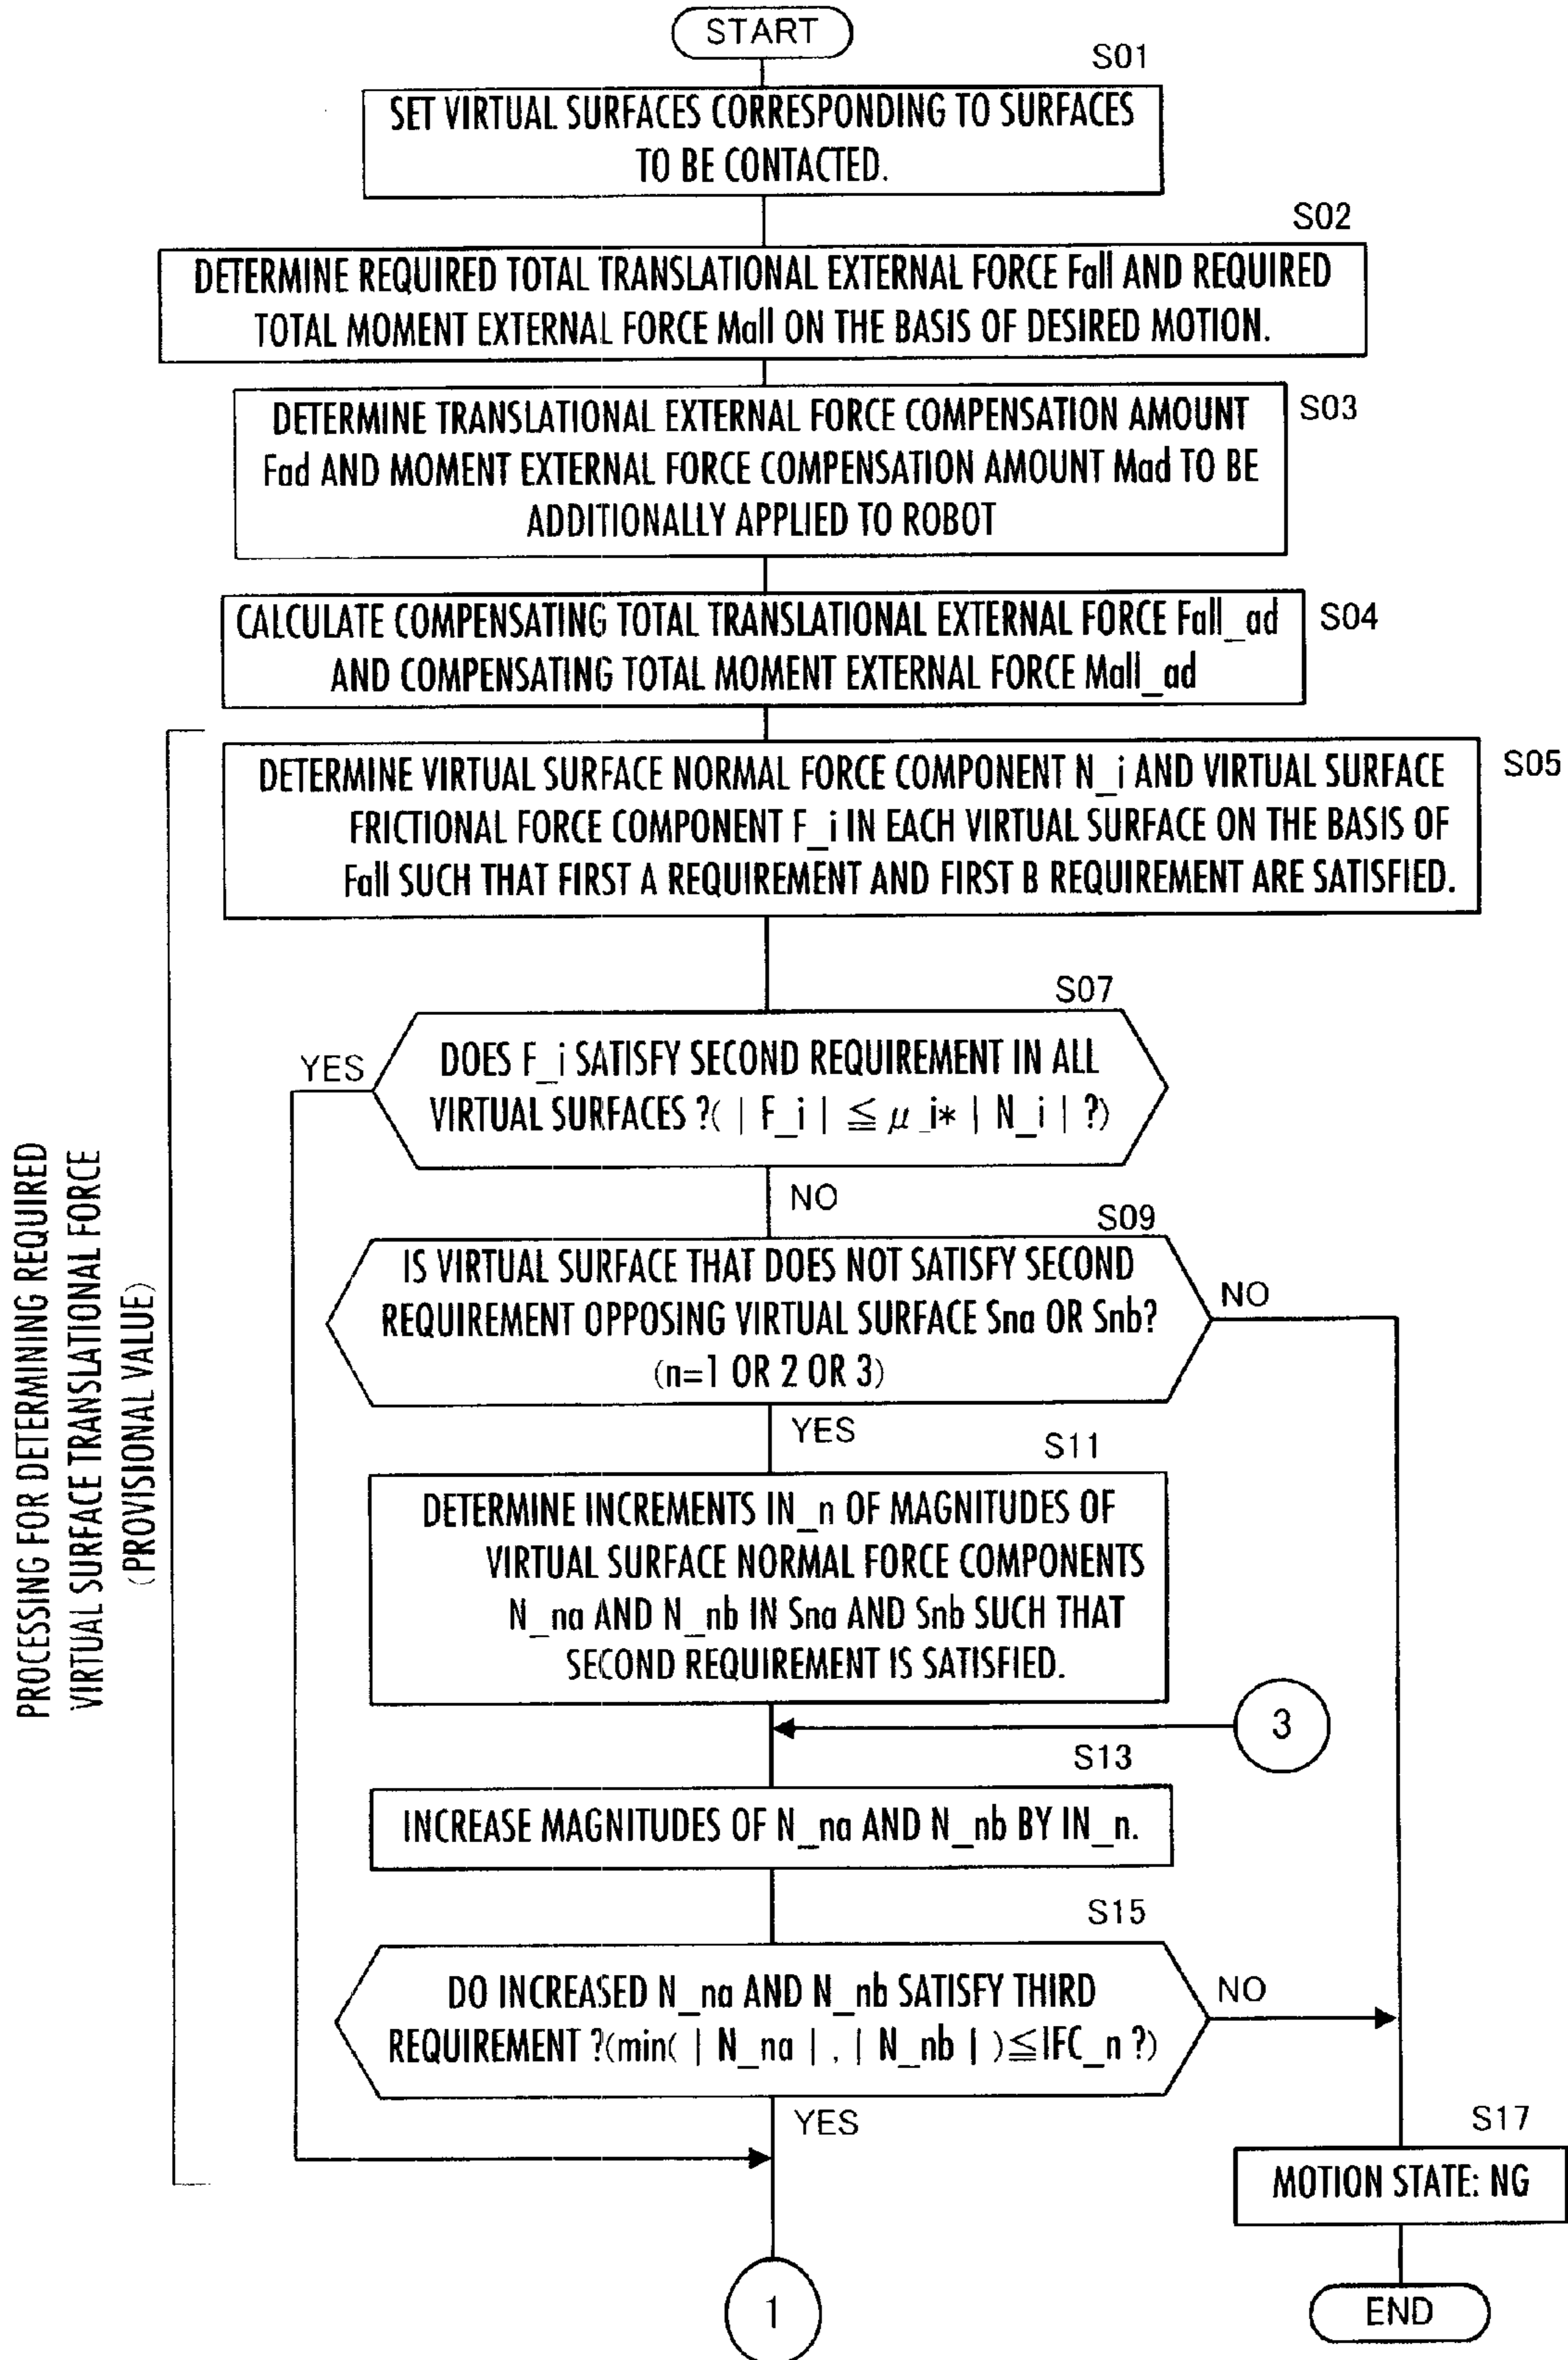 START
S01
SET VIRTUAL SURFACES CORRESPONDING TO SURFACES
TO BE CONTACTED.
S02
DETERMINE REQUIRED TOTAL TRANSLATIONAL EXTERNAL FORCE Fall AND REQUIRED
TOTAL MOMENT EXTERNAL FORCE Mall ON THE BASIS OF DESIRED MOTION.
S03
DETERMINE TRANSLATIONAL EXTERNAL FORCE COMPENSATION AMOUNT
Fad AND MOMENT EXTERNAL FORCE COMPENSATION AMOUNT Mad TO BE
ADDITIONALLY APPLIED TO ROBOT
S04
CALCULATE COMPENSATING TOTAL TRANSLATIONAL EXTERNAL FORCE Fall_ad
AND COMPENSATING TOTAL MOMENT EXTERNAL FORCE Mall_ad
PROCESSING FOR DETERMINING REQUIRED
VIRTUAL SURFACE TRANSLATIONAL FORCE
(PROVISIONAL VALUE)
S05
DETERMINE VIRTUAL SURFACE NORMAL FORCE COMPONENT N_i AND VIRTUAL SURFACE
FRICTIONAL FORCE COMPONENT F_i IN EACH VIRTUAL SURFACE ON THE BASIS OF
Fall SUCH THAT FIRST A REQUIREMENT AND FIRST B REQUIREMENT ARE SATISFIED.
S07
DOES F_i SATISFY SECOND REQUIREMENT IN ALL
VIRTUAL SURFACES ?( | F_i | ≦ μ_i* | N_i | ?)
YES
NO
S09
IS VIRTUAL SURFACE THAT DOES NOT SATISFY SECOND
REQUIREMENT OPPOSING VIRTUAL SURFACE Sna OR Snb?
(n=1 OR 2 OR 3)
NO
YES
S11
DETERMINE INCREMENTS IN_n OF MAGNITUDES OF
VIRTUAL SURFACE NORMAL FORCE COMPONENTS
N_na AND N_nb IN Sna AND Snb SUCH THAT
SECOND REQUIREMENT IS SATISFIED.
3
S13
INCREASE MAGNITUDES OF N_na AND N_nb BY IN_n.
S15
DO INCREASED N_na AND N_nb SATISFY THIRD
REQUIREMENT ?(min( | N_na | , | N_nb | )≦IFC_n ?)
NO
YES
S17
MOTION STATE: NG
1
END